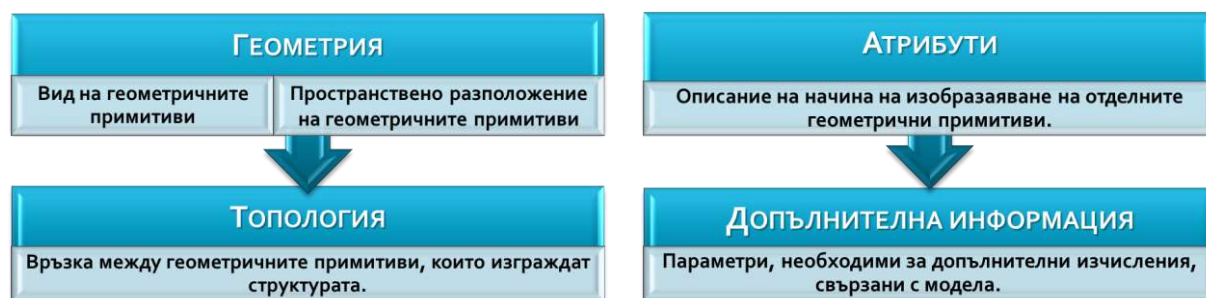 ГЕОМЕТРИЯ
Вид на геометричните
примитиви
Пространствено разположение
на геометричните примитиви
ТОПОЛОГИЯ
Връзка между геометричните примитиви, които изграждат
структурата.
АТРИБУТИ
Описание на начина на изобразаяване на отделните
геометрични примитиви.
ДОПЪЛНИТЕЛНА ИНФОРМАЦИЯ
Параметри, необходими за допълнителни изчисления,
свързани с модела.